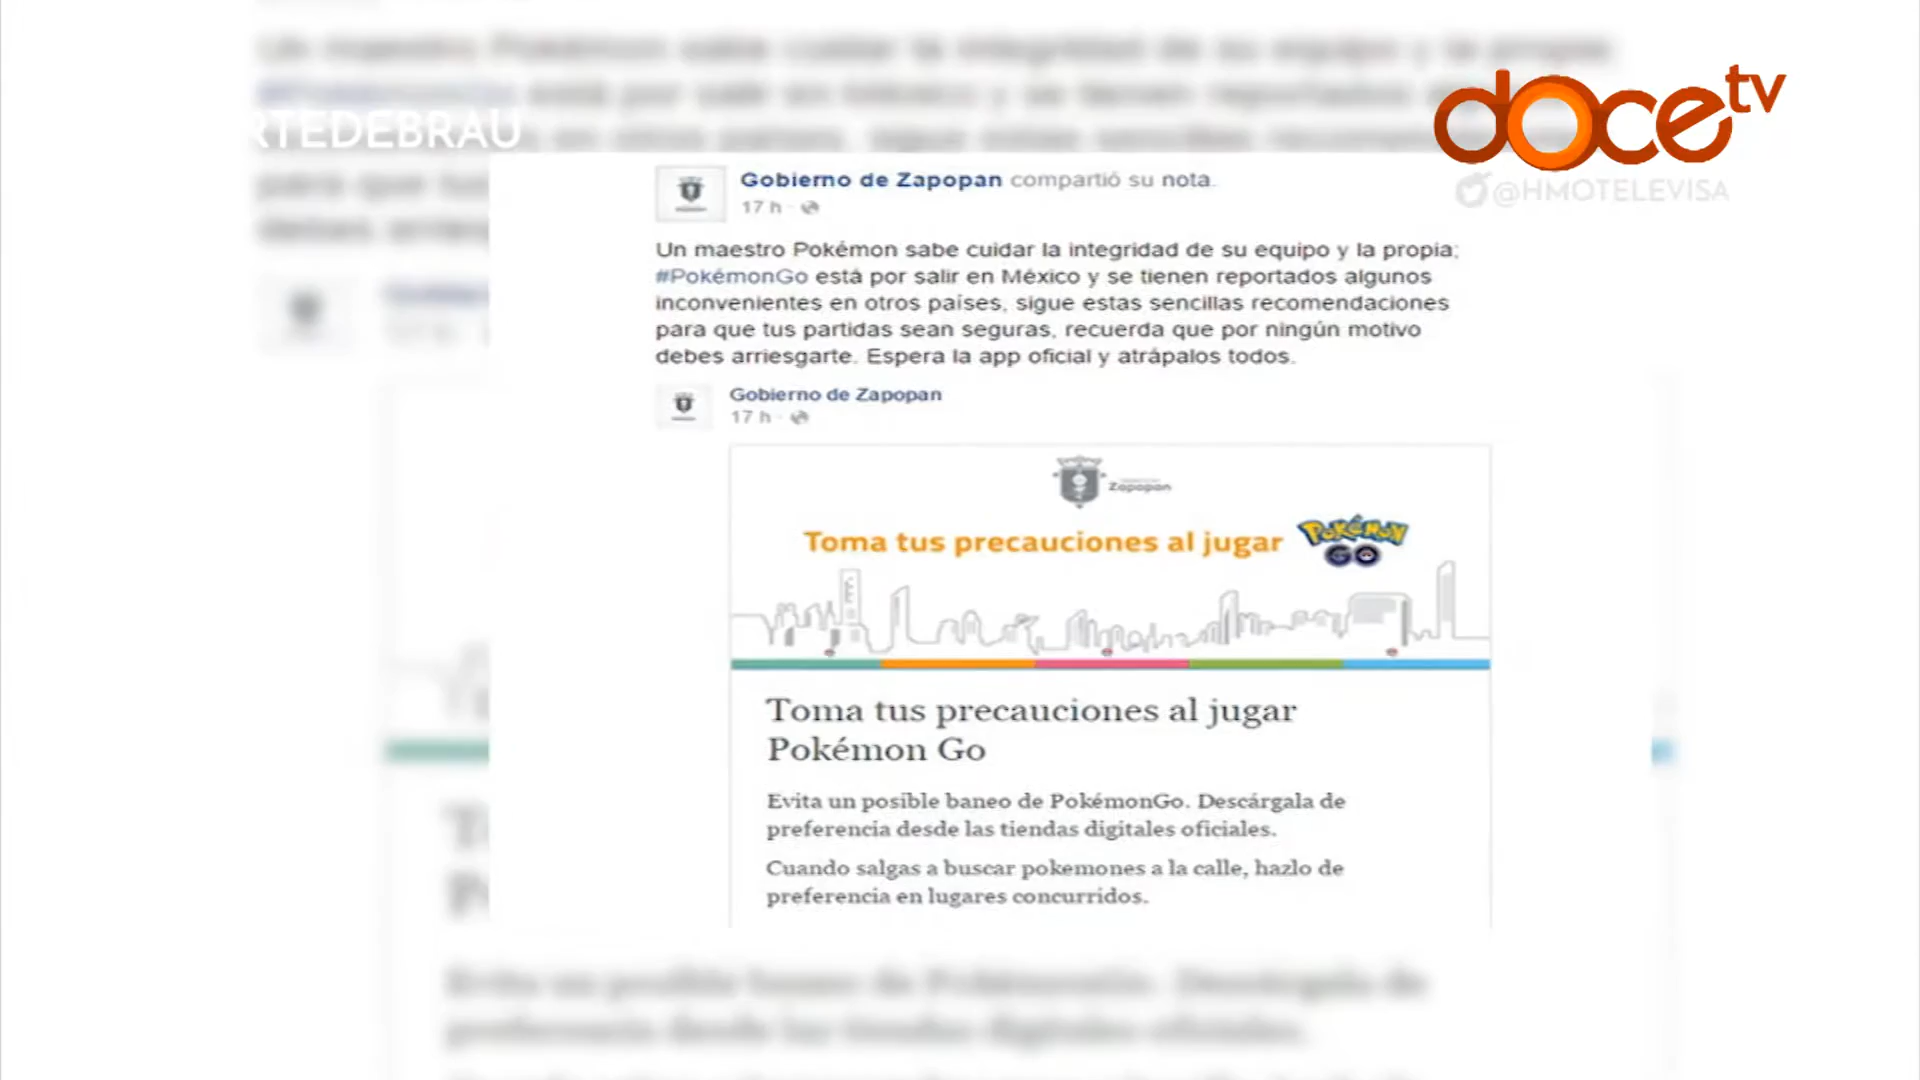 doce tv
RTEDEBRAU
@HMOTELEVISA
Gobierno de Zapopan compartió su nota.
17 h ·
Un maestro Pokémon sabe cuidar la integridad de su equipo y la propia;
#PokémonGo está por salir en México y se tienen reportados algunos
inconvenientes en otros países, sigue estas sencillas recomendaciones
para que tus partidas sean seguras, recuerda que por ningún motivo
debes arriesgarte. Espera la app oficial y atrápalos todos.
Gobierno de Zapopan
17 h ·
Zapopan
Toma tus precauciones al jugar POKÉMON GO
Toma tus precauciones al jugar
Pokémon Go
Evita un posible baneo de PokémonGo. Descárgala de
preferencia desde las tiendas digitales oficiales.
Cuando salgas a buscar pokemones a la calle, hazlo de
preferencia en lugares concurridos.